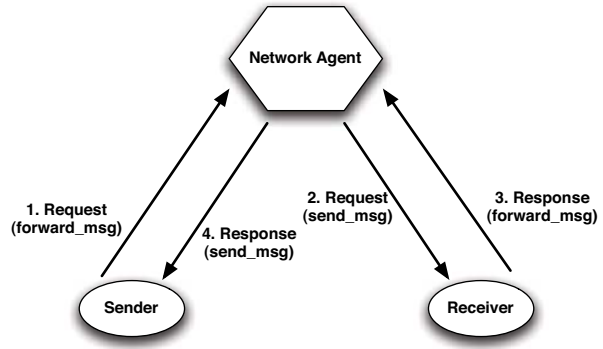 Network Agent
1. Request
(forward_msg)
4. Response
(send_msg)
2. Request
(send_msg)
3. Response
(forward_msg)
Sender
Receiver